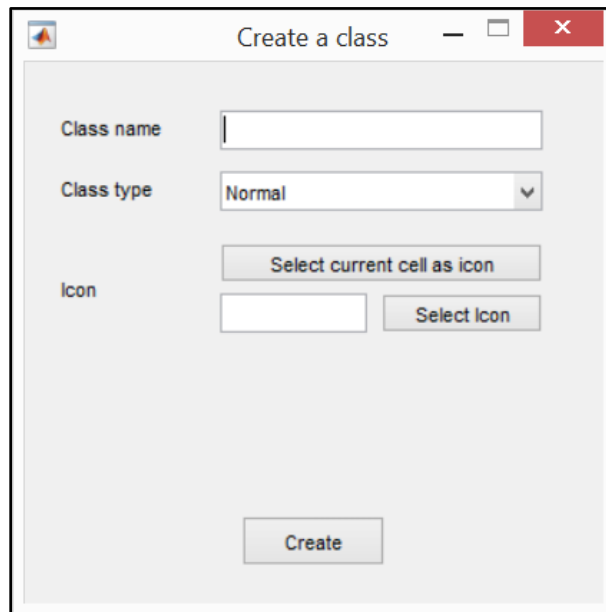 Create a class
Class name
Class type
Normal
Select current cell as icon
Icon
Select Icon
Create